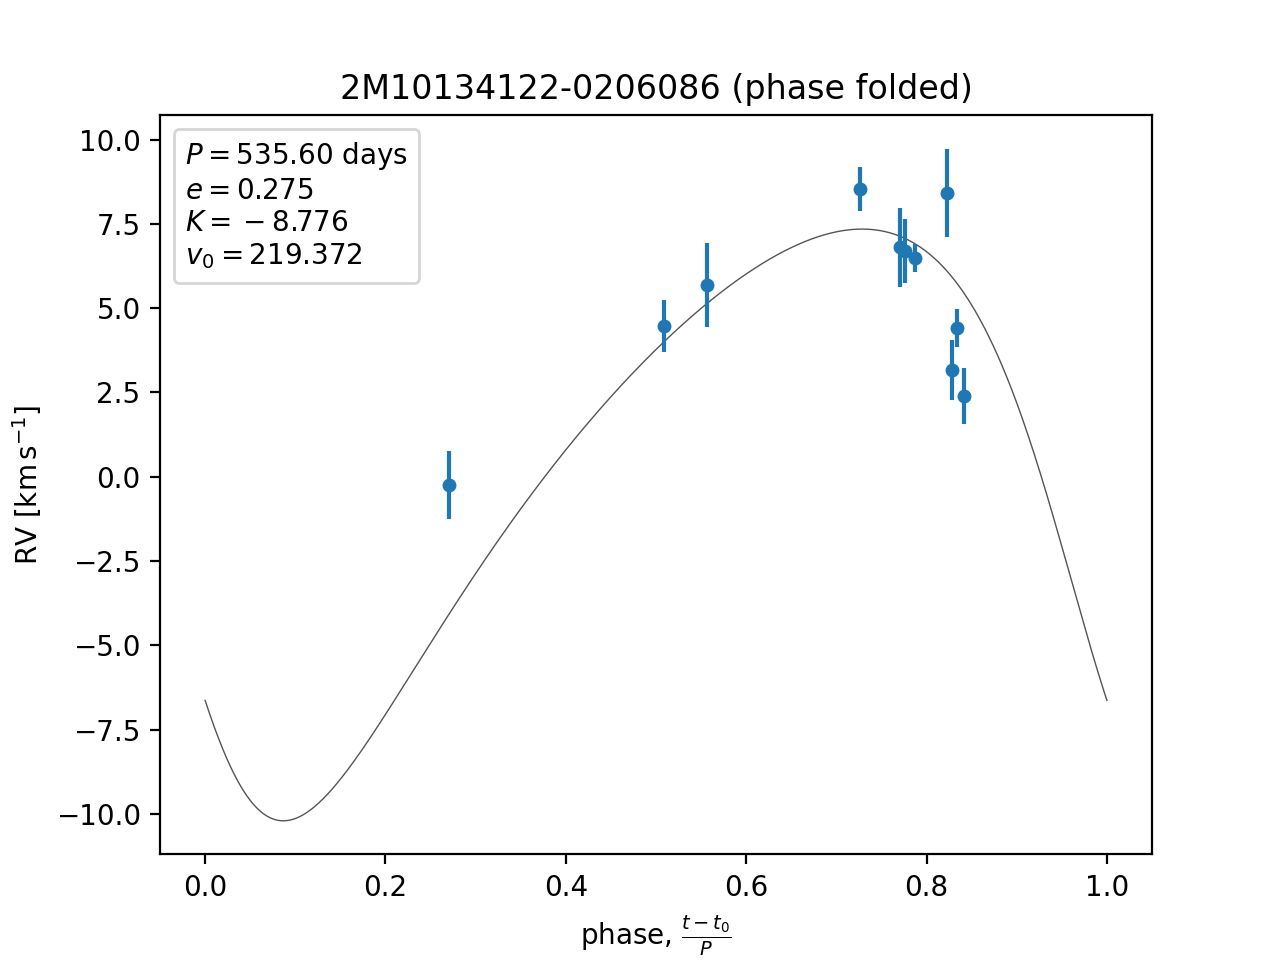 2M10134122-0206086 (phase folded)
P = 535.60 days
e = 0.275
K = −8.776
v₀ = 219.372
10.0
7.5
5.0
2.5
0.0
−2.5
−5.0
−7.5
−10.0
RV [km s⁻¹]
0.0 0.2 0.4 0.6 0.8 1.0
phase, (t − t₀)/P